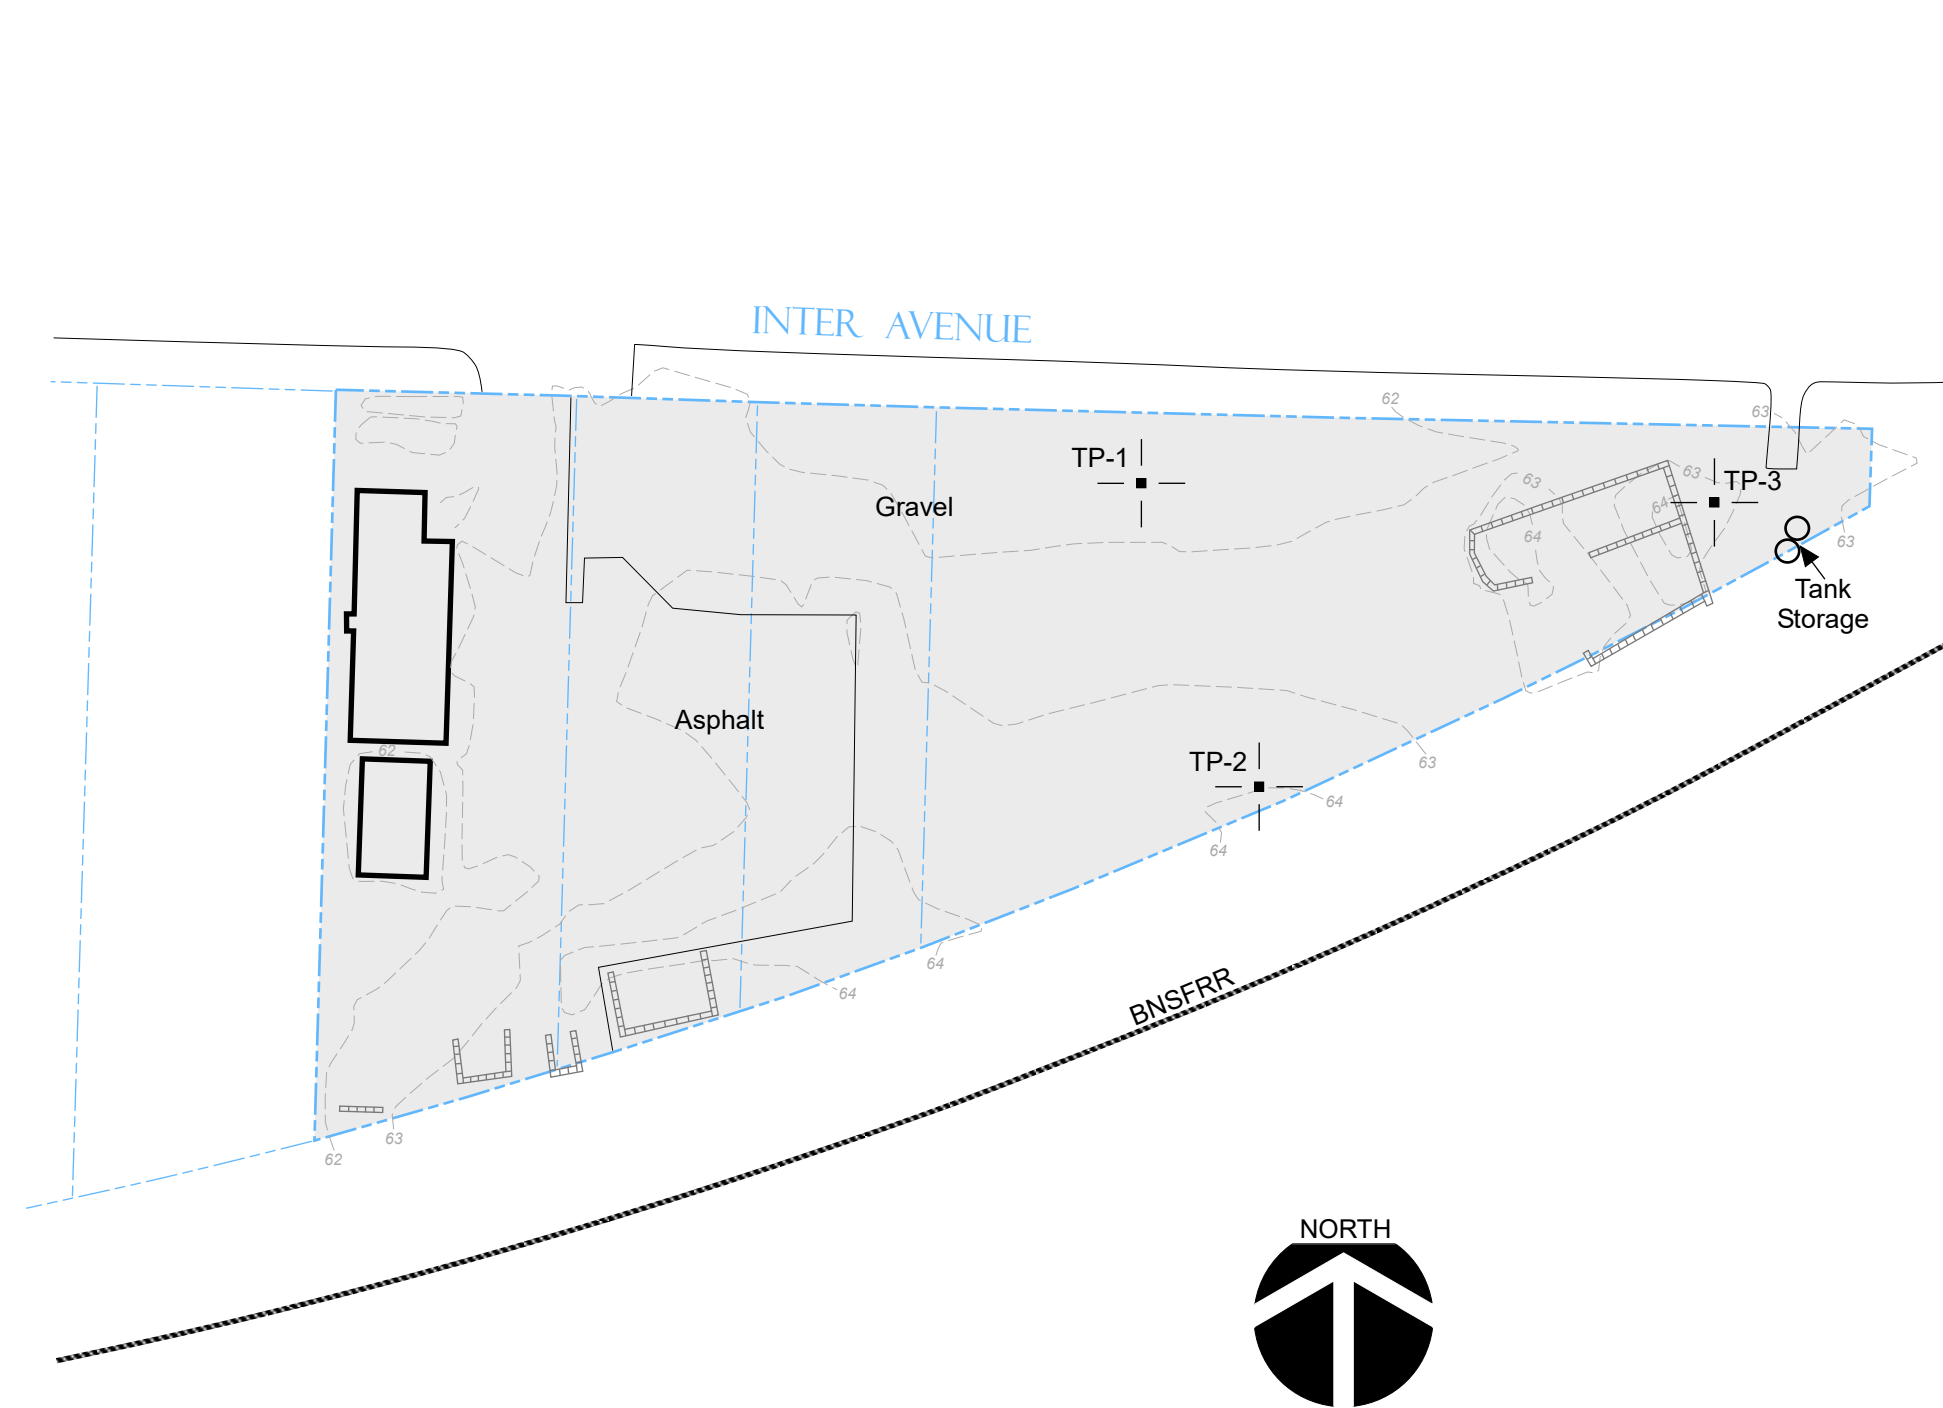 INTER AVENUE
62
63
TP-1
63
63
TP-3
Gravel
64
64
63
Tank
Storage
Asphalt
62
TP-2
63
64
64
64
64
BNSFRR
63
62
NORTH